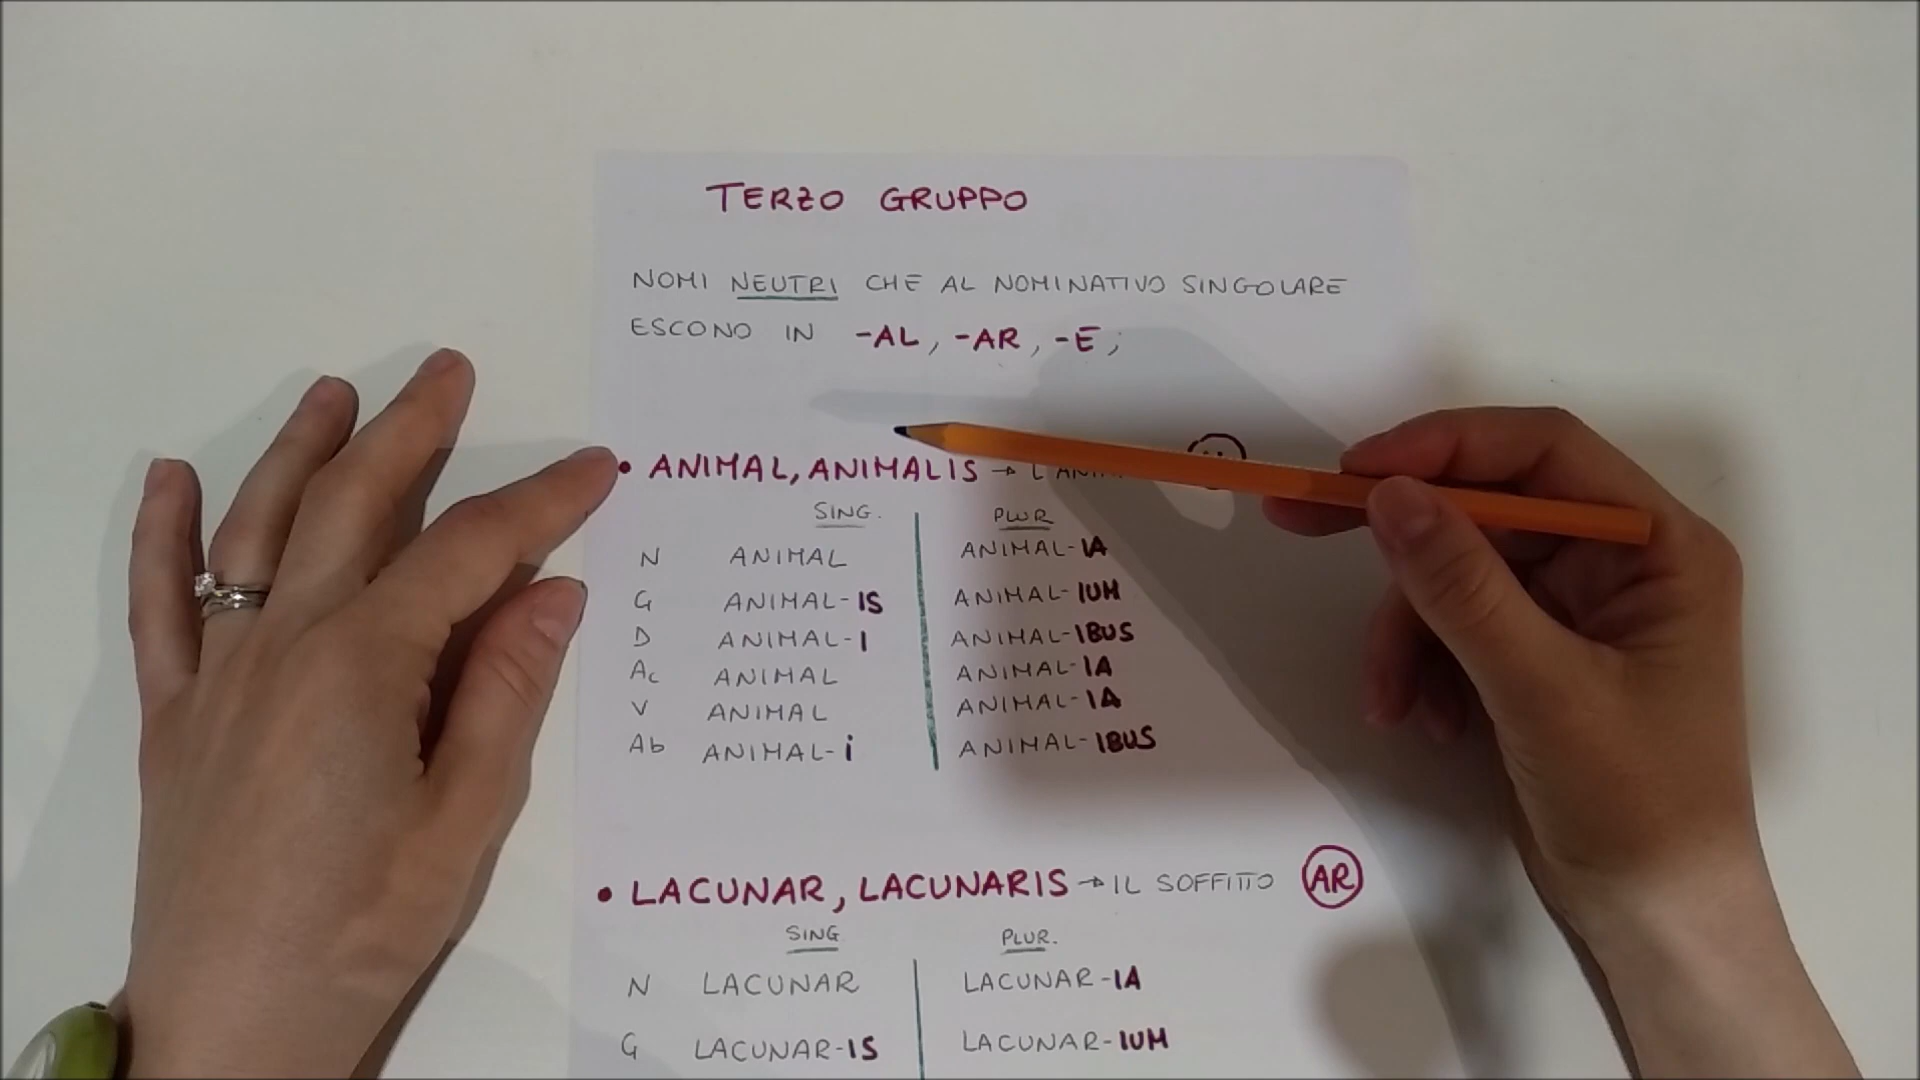 TERZO GRUPPO
NOMI NEUTRI CHE AL NOMINATIVO SINGOLARE
ESCONO IN -AL, -AR, -E;
• ANIMAL, ANIMALIS → L'
SING. PLUR
N ANIMAL ANIMAL-IA
G ANIMAL-IS ANIMAL-IUM
D ANIMAL-I ANIMAL-IBUS
Ac ANIMAL ANIMAL-IA
V ANIMAL ANIMAL-IA
Ab ANIMAL-i ANIMAL-IBUS
• LACUNAR, LACUNARIS → IL SOFFITTO AR
SING PLUR.
N LACUNAR LACUNAR-IA
G LACUNAR-IS LACUNAR-IUM